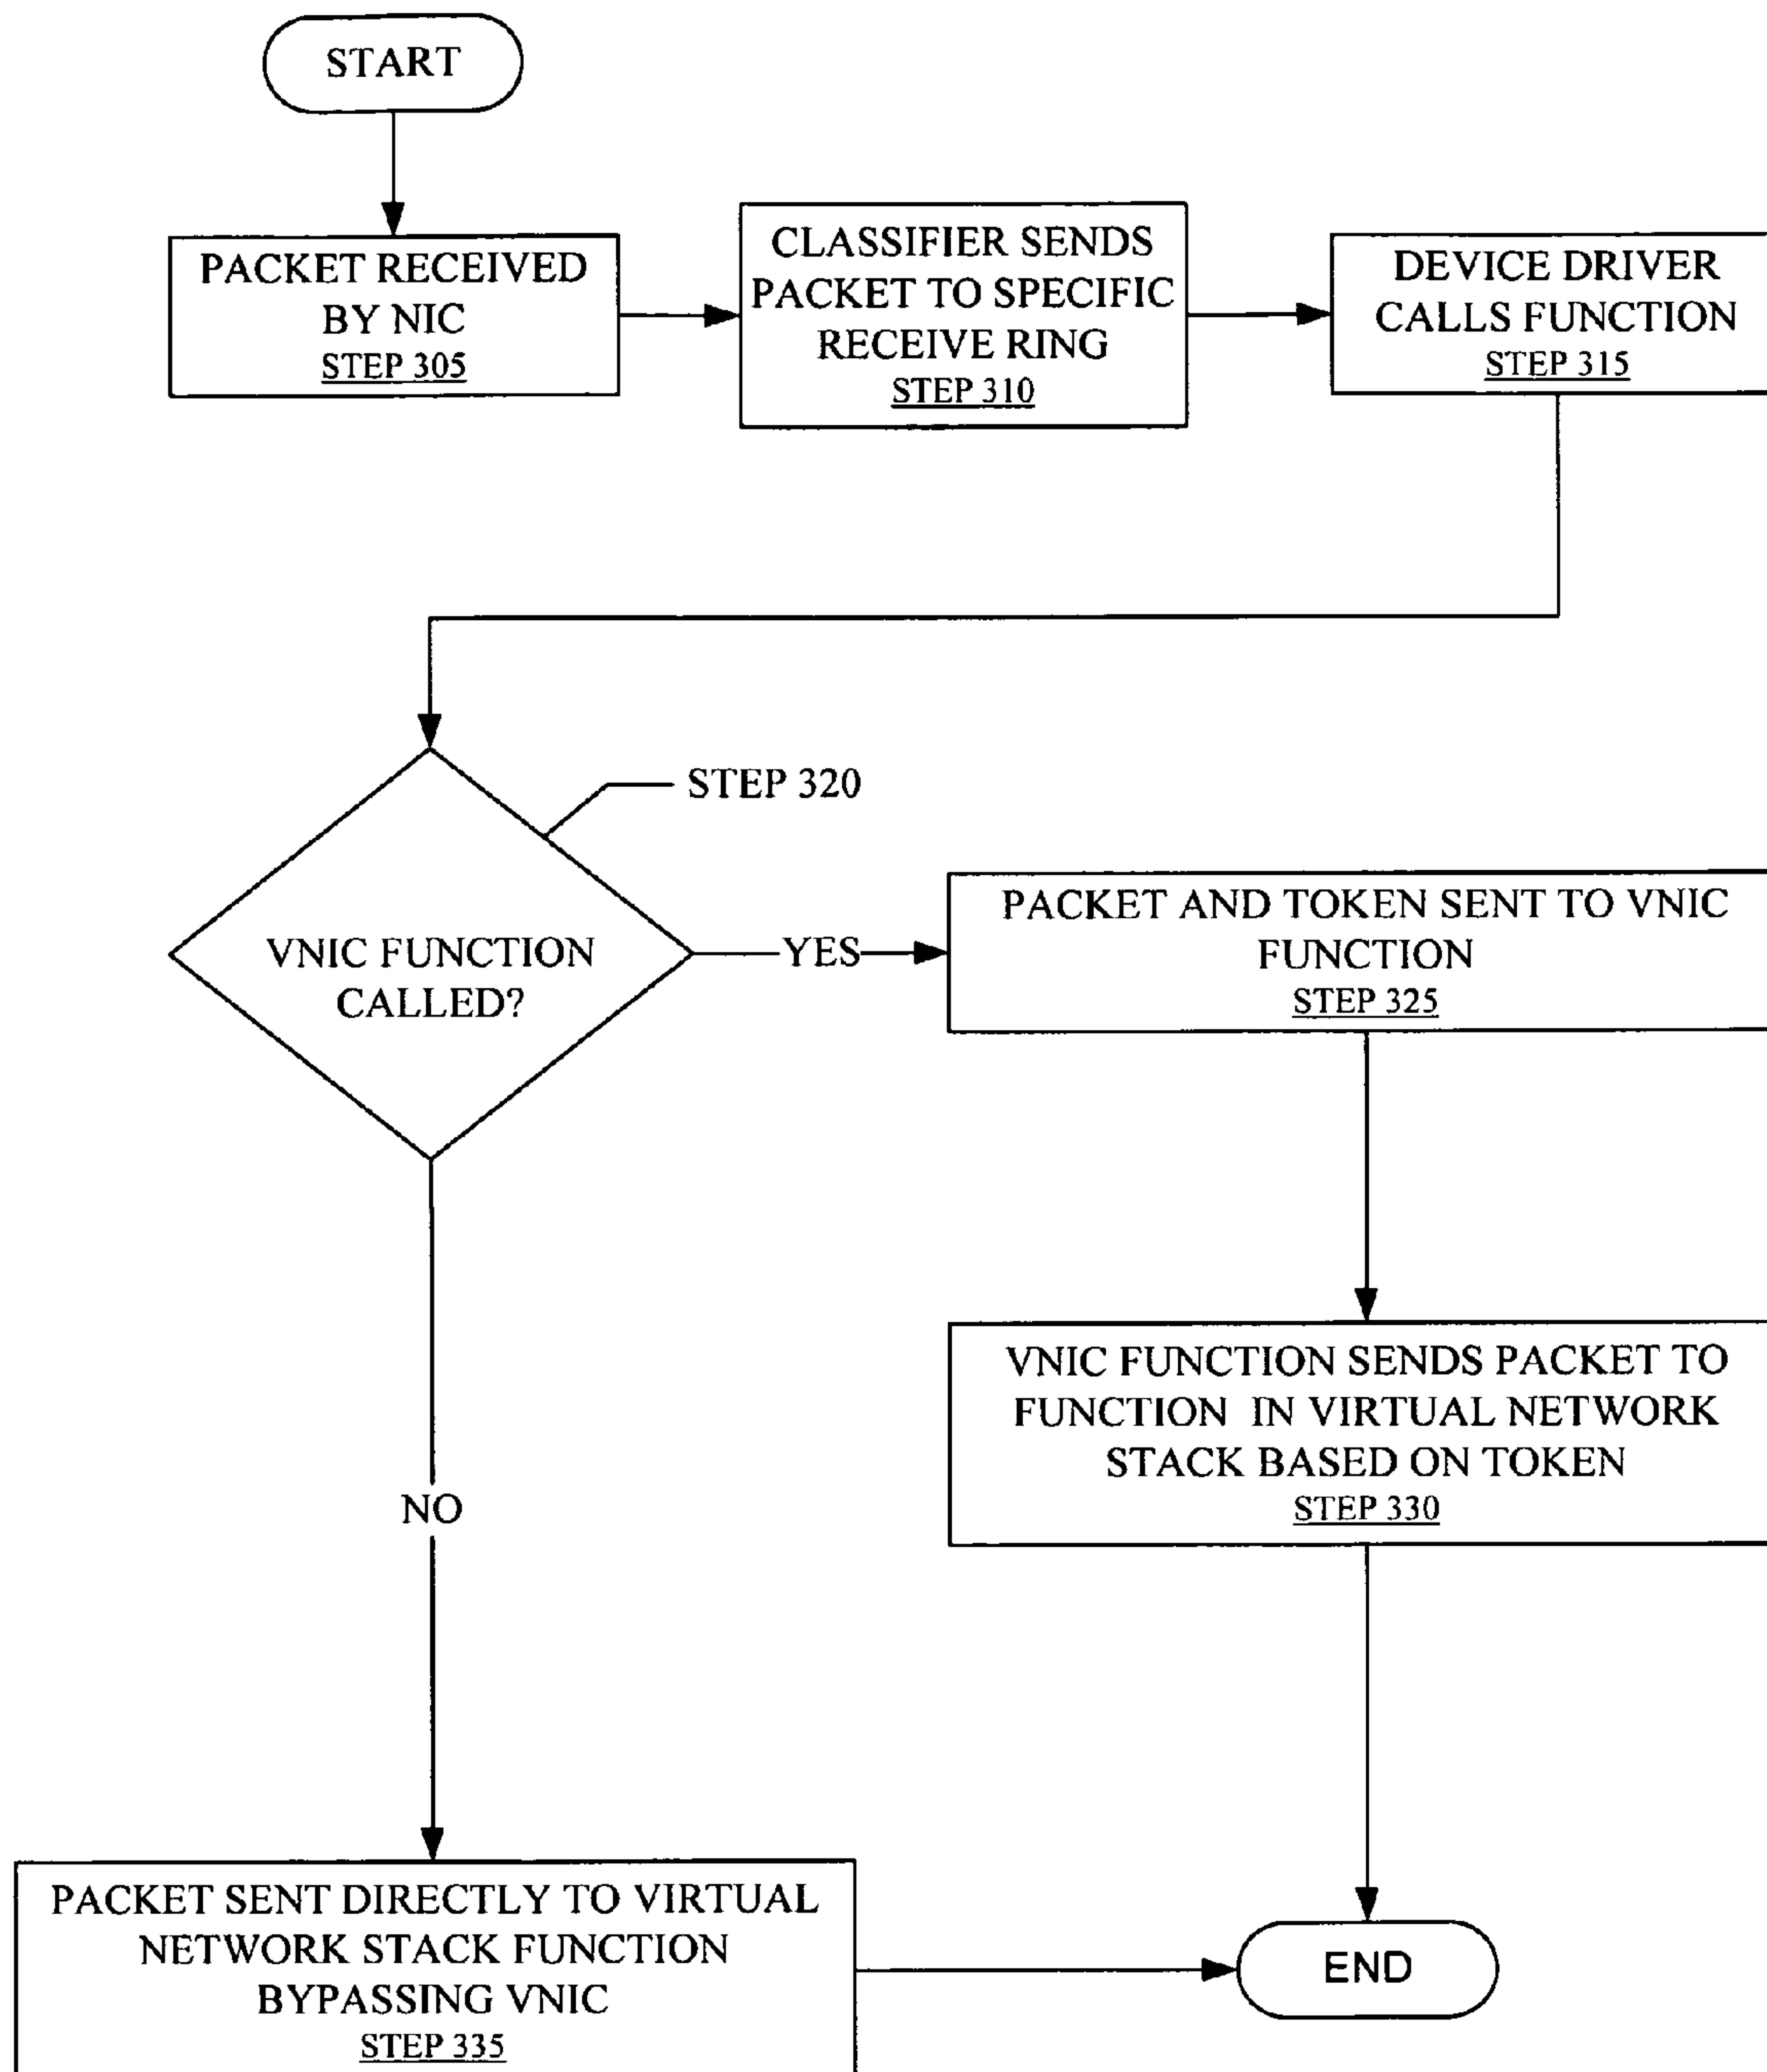 START
PACKET RECEIVED
BY NIC
STEP 305
CLASSIFIER SENDS
PACKET TO SPECIFIC
RECEIVE RING
STEP 310
DEVICE DRIVER
CALLS FUNCTION
STEP 315
STEP 320
VNIC FUNCTION
CALLED?
YES
PACKET AND TOKEN SENT TO VNIC
FUNCTION
STEP 325
VNIC FUNCTION SENDS PACKET TO
FUNCTION IN VIRTUAL NETWORK
STACK BASED ON TOKEN
STEP 330
NO
PACKET SENT DIRECTLY TO VIRTUAL
NETWORK STACK FUNCTION
BYPASSING VNIC
STEP 335
END